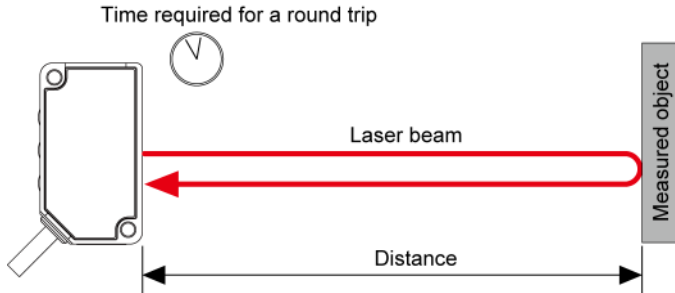 Time required for a round trip
Laser beam
Measured object
Distance